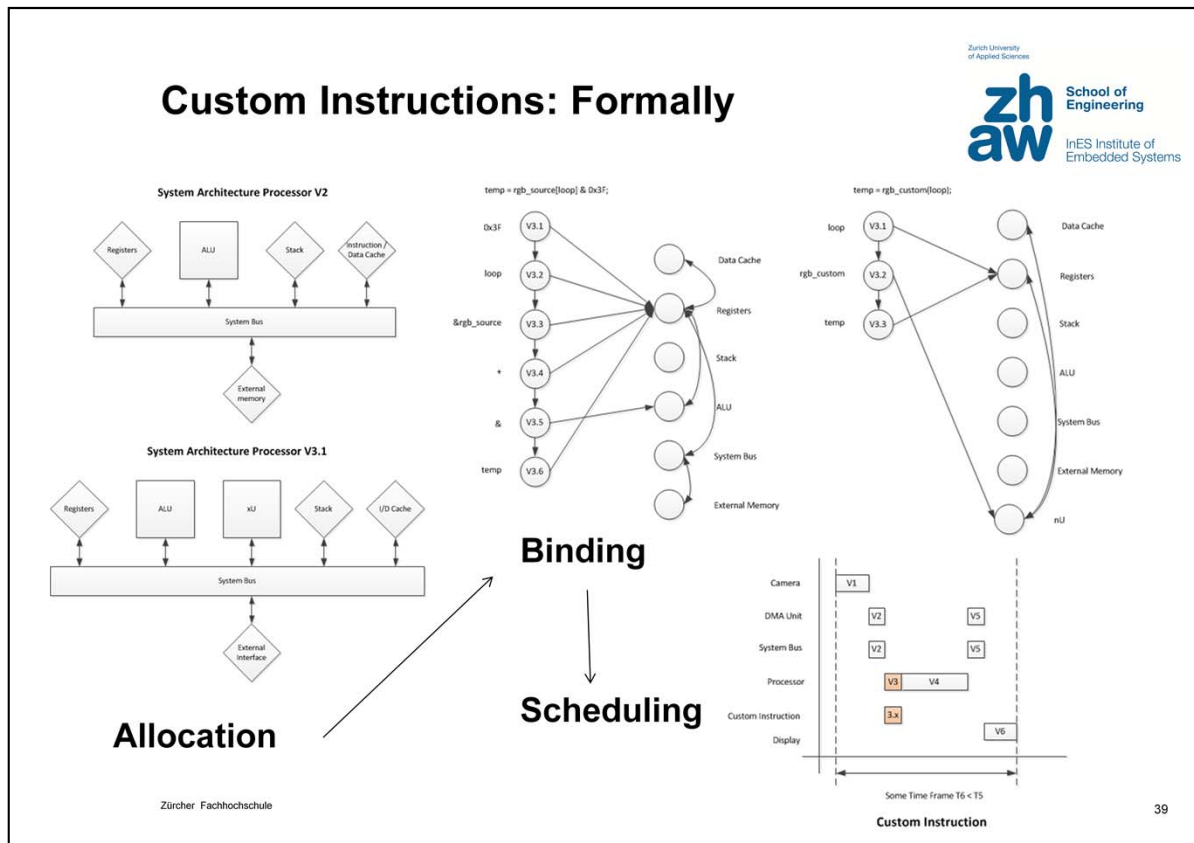 Custom Instructions: Formally
Zurich University
of Applied Sciences
zh
aw
School of
Engineering
InES Institute of
Embedded Systems
System Architecture Processor V2
Registers
ALU
Stack
Instruction /
Data Cache
System Bus
External
memory
System Architecture Processor V3.1
Registers
ALU
xU
Stack
I/D Cache
System Bus
External
Interface
Allocation
temp = rgb_source[loop] & 0x3F;
0x3F
V3.1
loop
V3.2
&rgb_source
V3.3
+
V3.4
&
V3.5
temp
V3.6
Data Cache
Registers
Stack
ALU
System Bus
External Memory
Binding
Scheduling
temp = rgb_custom(loop);
loop
V3.1
rgb_custom
V3.2
temp
V3.3
Data Cache
Registers
Stack
ALU
System Bus
External Memory
nU
Camera
V1
DMA Unit
V2
V5
System Bus
V2
V5
Processor
V3
V4
Custom Instruction
3.x
Display
V6
Some Time Frame T6 < T5
Custom Instruction
Zürcher Fachhochschule
39